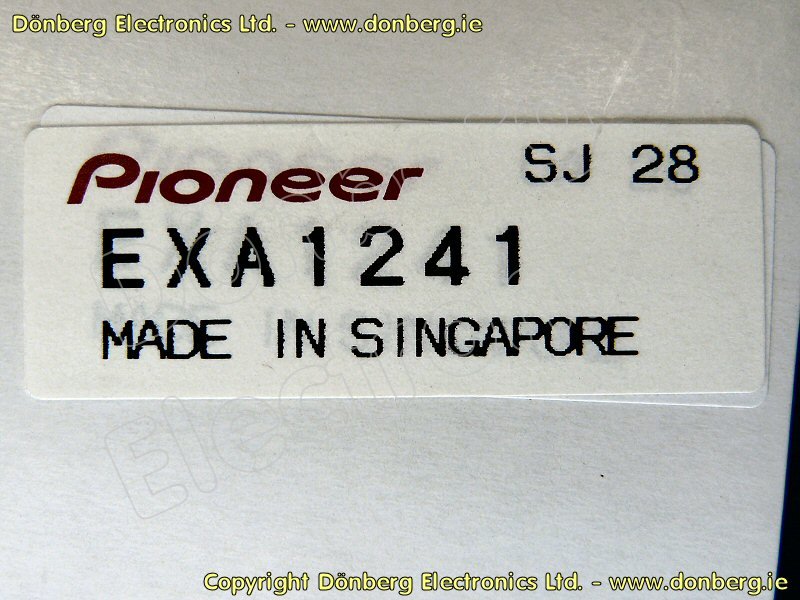 Dönberg Electronics Ltd. - www.donberg.ie
Pioneer SJ 28
EXA1241
MADE IN SINGAPORE
Copyright Dönberg Electronics Ltd. - www.donberg.ie